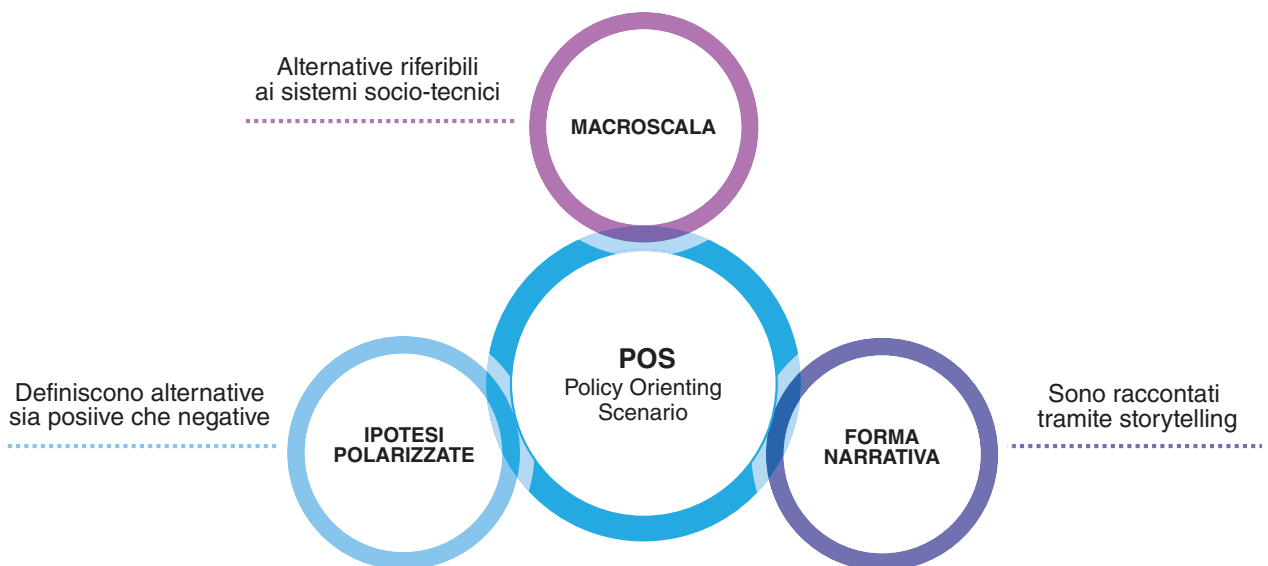 Alternative riferibili
ai sistemi socio-tecnici
MACROSCALA
POS
Policy Orienting
Scenario
Definiscono alternative
sia posiive che negative
IPOTESI
POLARIZZATE
FORMA
NARRATIVA
Sono raccontati
tramite storytelling